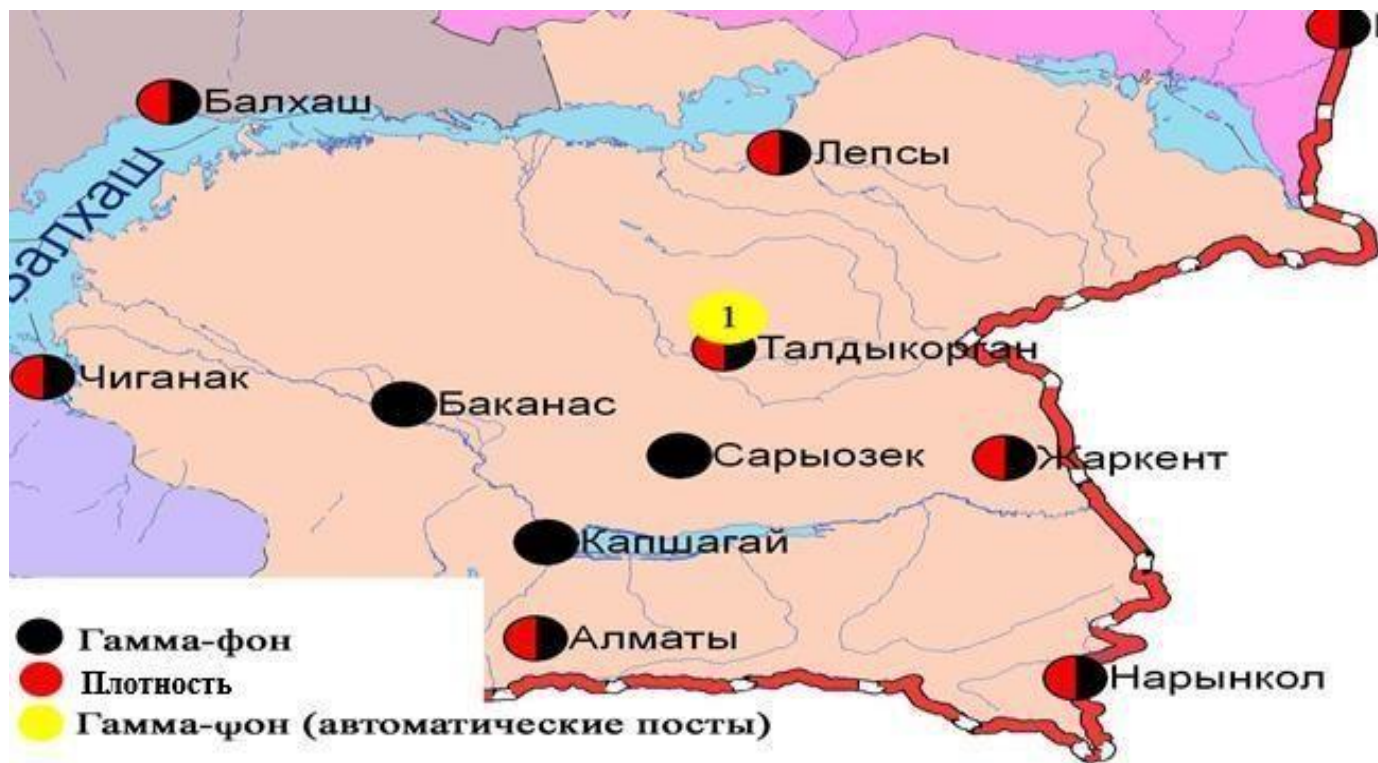 Балхаш
Балхаш
Лепсы
1
Талдыкорган
Чиганак
Баканас
Сарыозек
Жаркент
Капшагай
Алматы
Нарынкол
Гамма-фон
Плотность
Гамма-фон (автоматические посты)